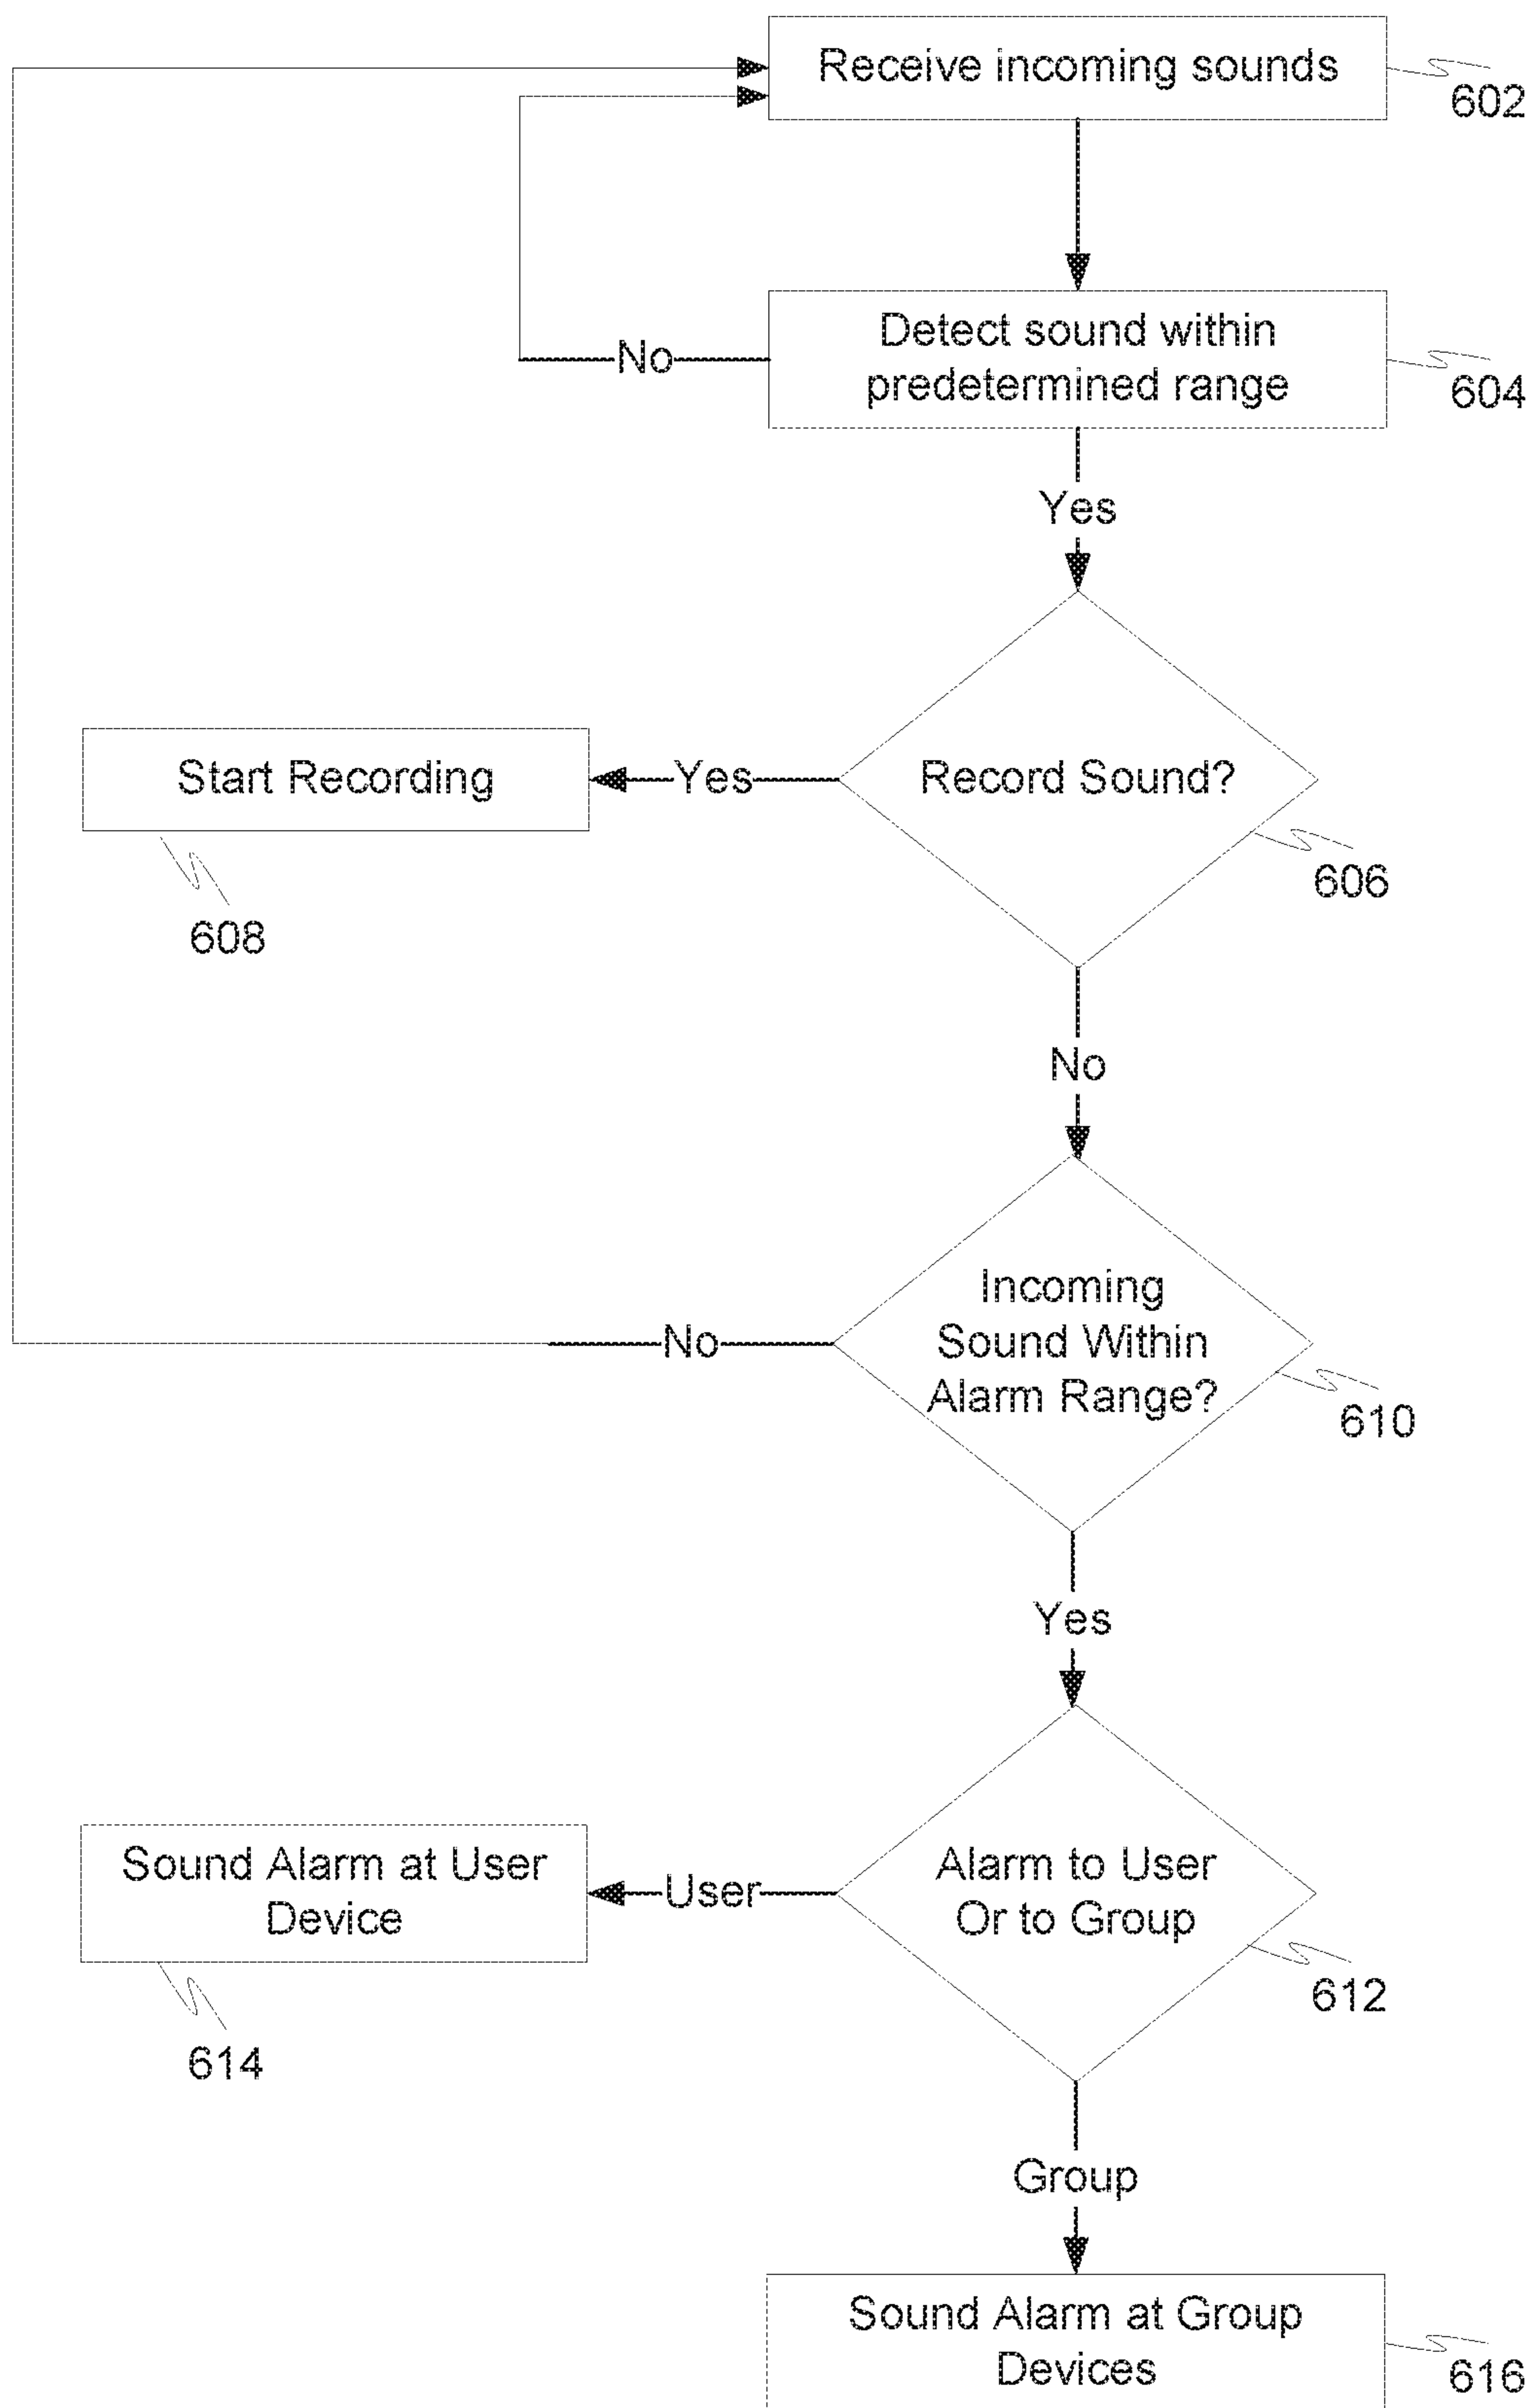 Receive incoming sounds
602
Detect sound within
predetermined range
604
No
Yes
Record Sound?
606
Yes
Start Recording
608
No
Incoming
Sound Within
Alarm Range?
610
No
Yes
Alarm to User
Or to Group
612
User
Sound Alarm at User
Device
614
Group
Sound Alarm at Group
Devices
616